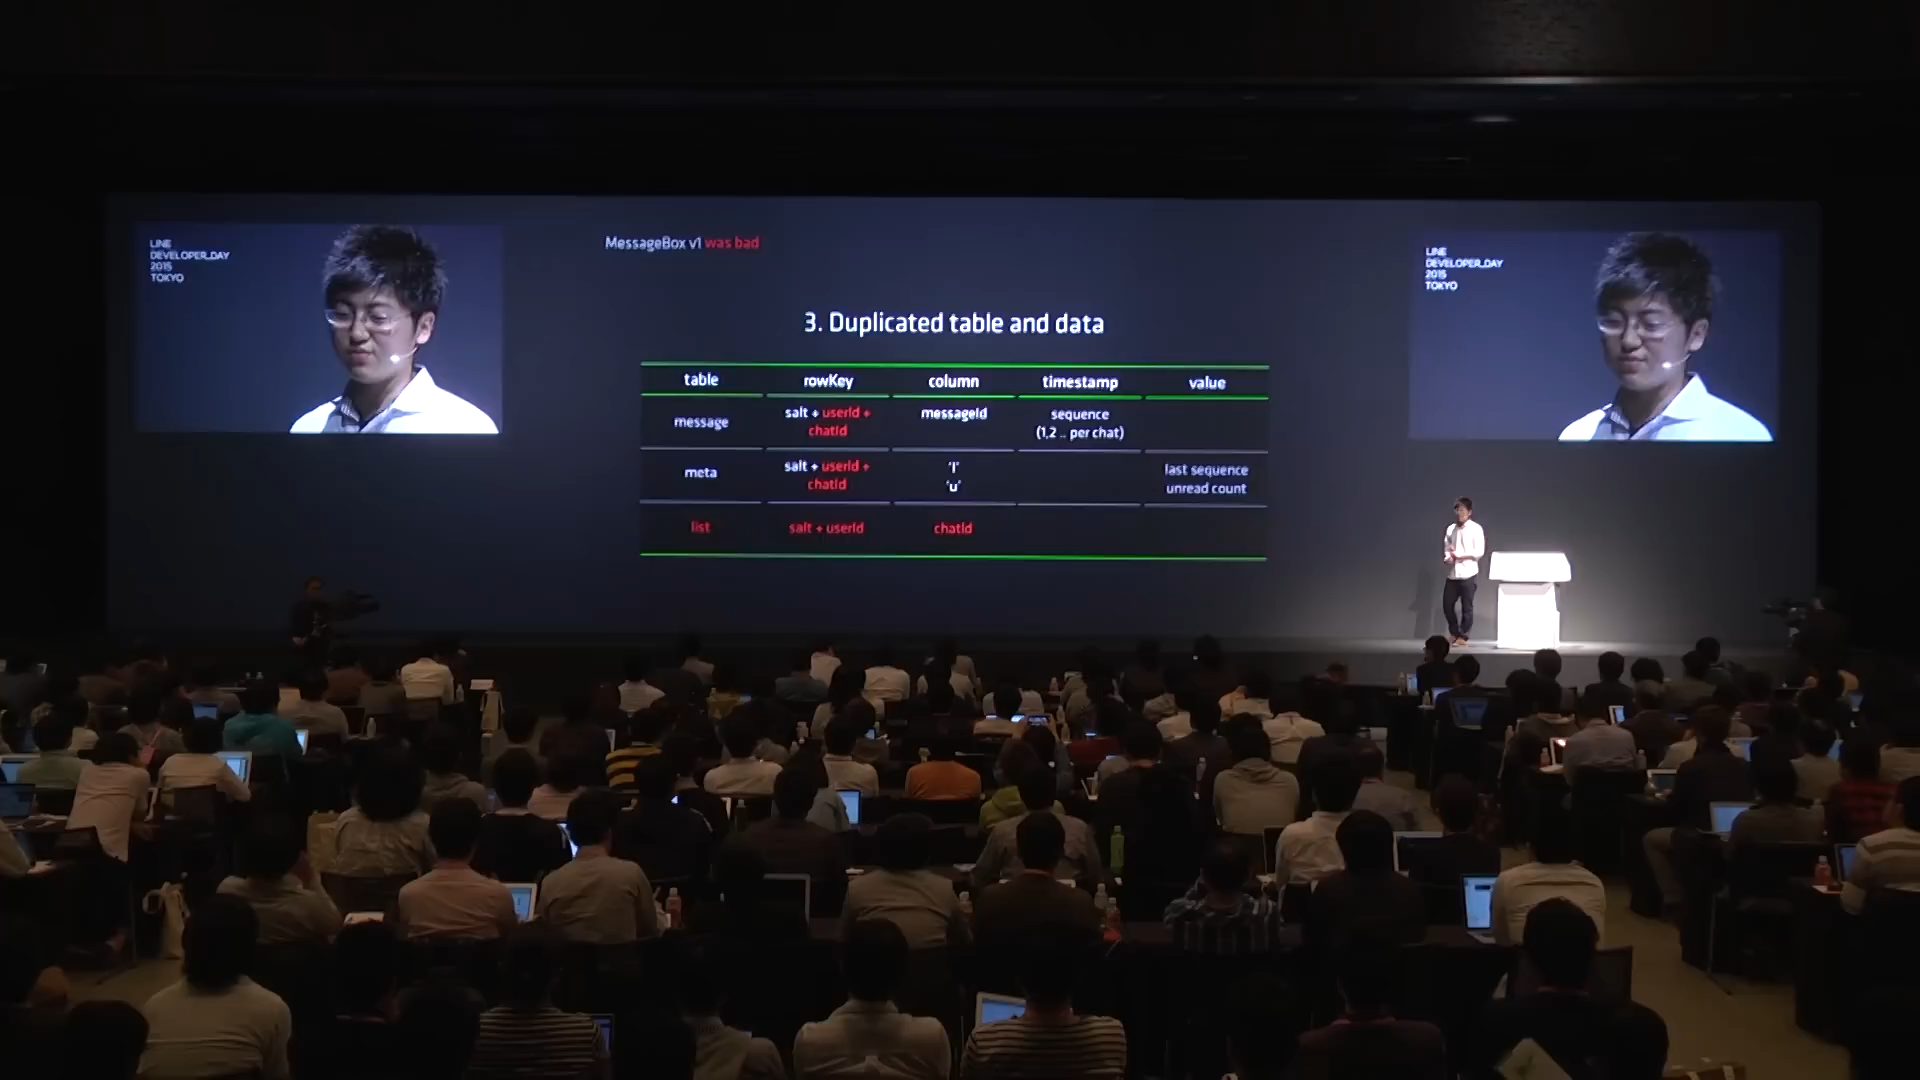 LINE
DEVELOPER_DAY
2015
TOKYO
MessageBox v1 was bad
LINE
DEVELOPER_DAY
2015
TOKYO
3. Duplicated table and data
table rowKey column timestamp value
message salt + userId + chatId messageId sequence (1,2 .. per chat)
meta salt + userId + chatId 'l' 'u' last sequence unread count
list salt + userId chatId